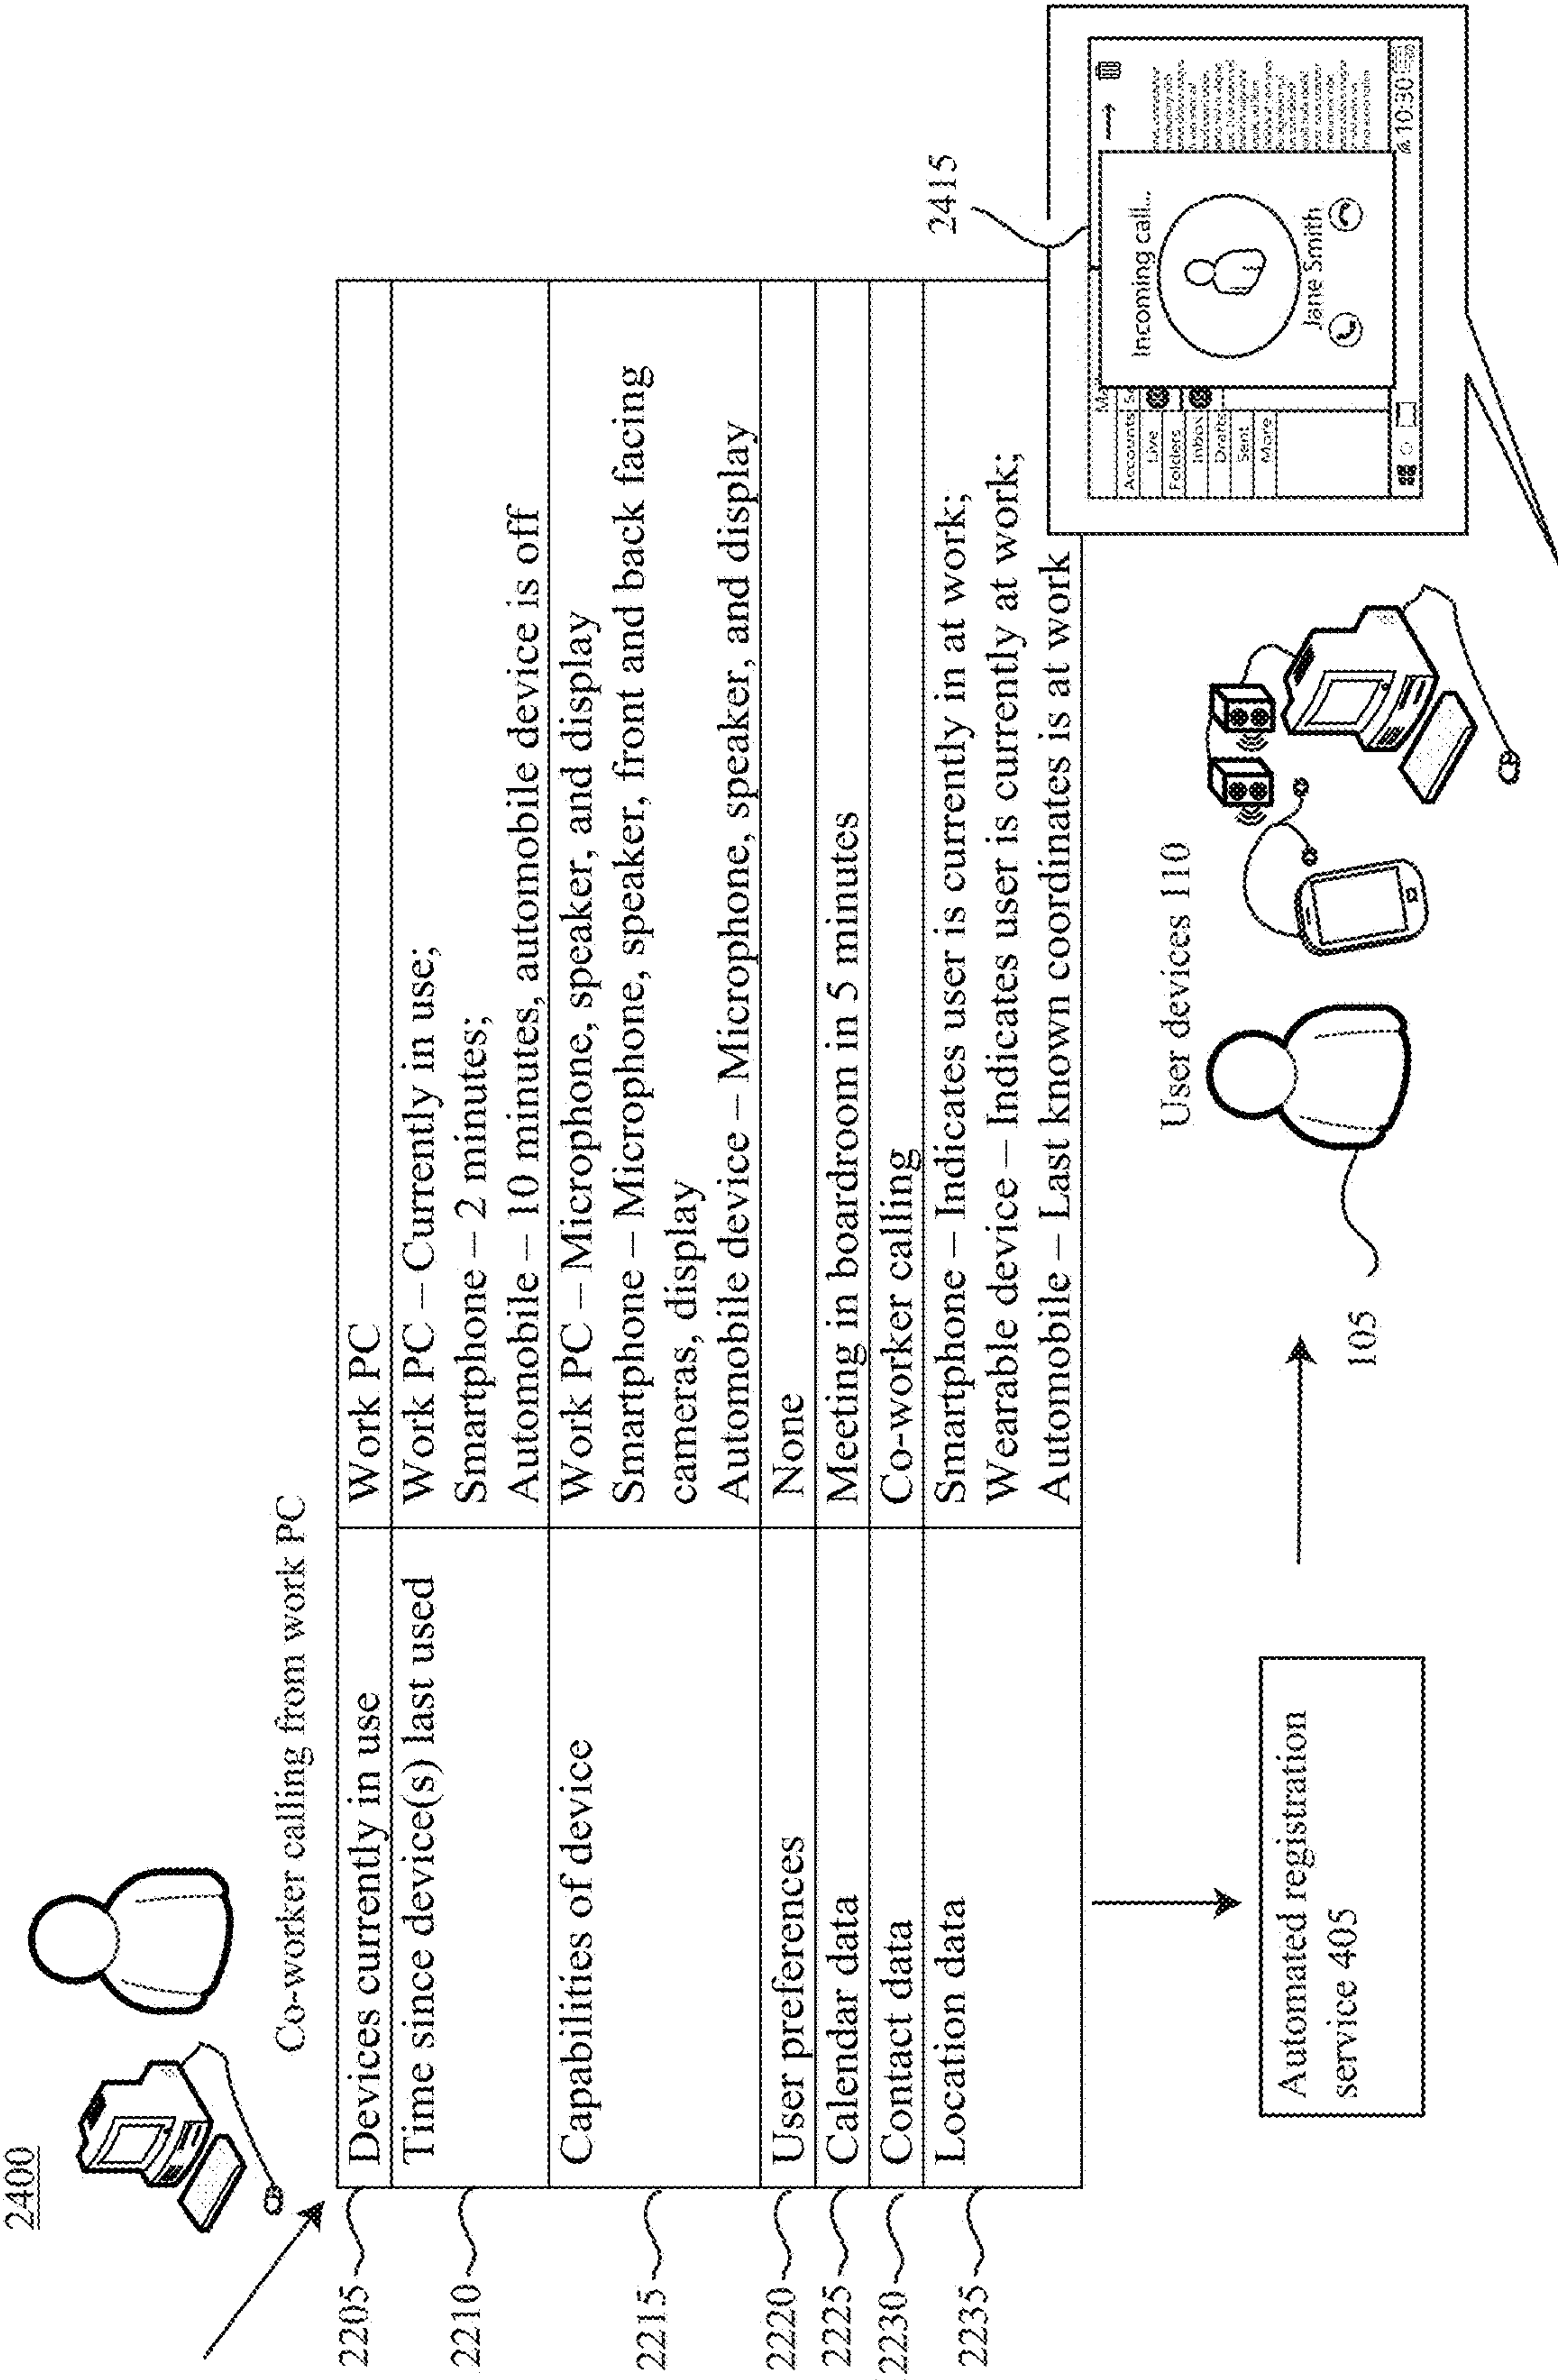 2400
Co-worker calling from work PC
2205
Devices currently in use
Work PC
2210
Time since device(s) last used
Work PC – Currently in use;
Smartphone – 2 minutes;
Automobile – 10 minutes, automobile device is off
2215
Capabilities of device
Work PC – Microphone, speaker, and display
Smartphone – Microphone, speaker, front and back facing
cameras, display
Automobile device – Microphone, speaker, and display
2220
User preferences
None
2225
Calendar data
Meeting in boardroom in 5 minutes
2230
Contact data
Co-worker calling
2235
Location data
Smartphone – Indicates user is currently in at work;
Wearable device – Indicates user is currently at work;
Automobile – Last known coordinates is at work
2415
Accounts
Live
Folders
Inbox
Drafts
Sent
More
Incoming call...
Jane Smith
10:30
Automated registration
service 405
User devices 110
105